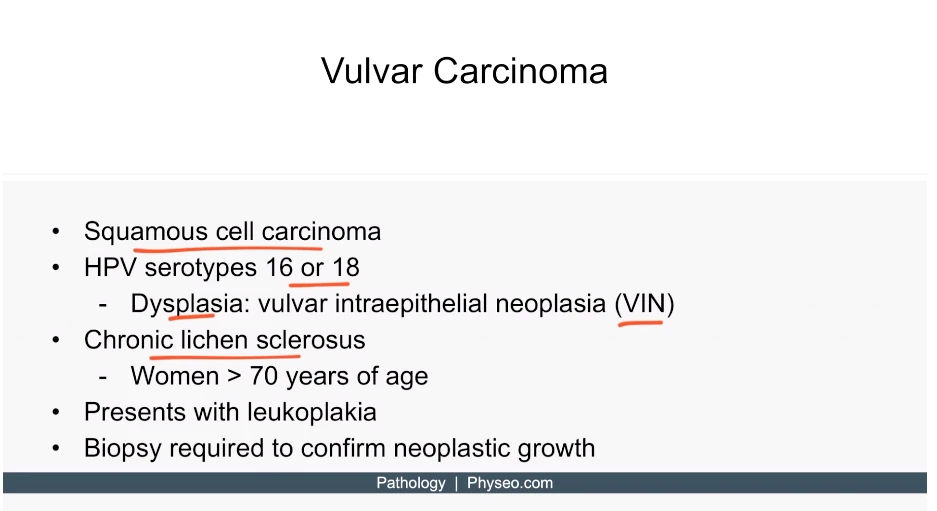 Vulvar Carcinoma
• Squamous cell carcinoma
• HPV serotypes 16 or 18
- Dysplasia: vulvar intraepithelial neoplasia (VIN)
• Chronic lichen sclerosus
- Women > 70 years of age
• Presents with leukoplakia
• Biopsy required to confirm neoplastic growth
Pathology | Physeo.com